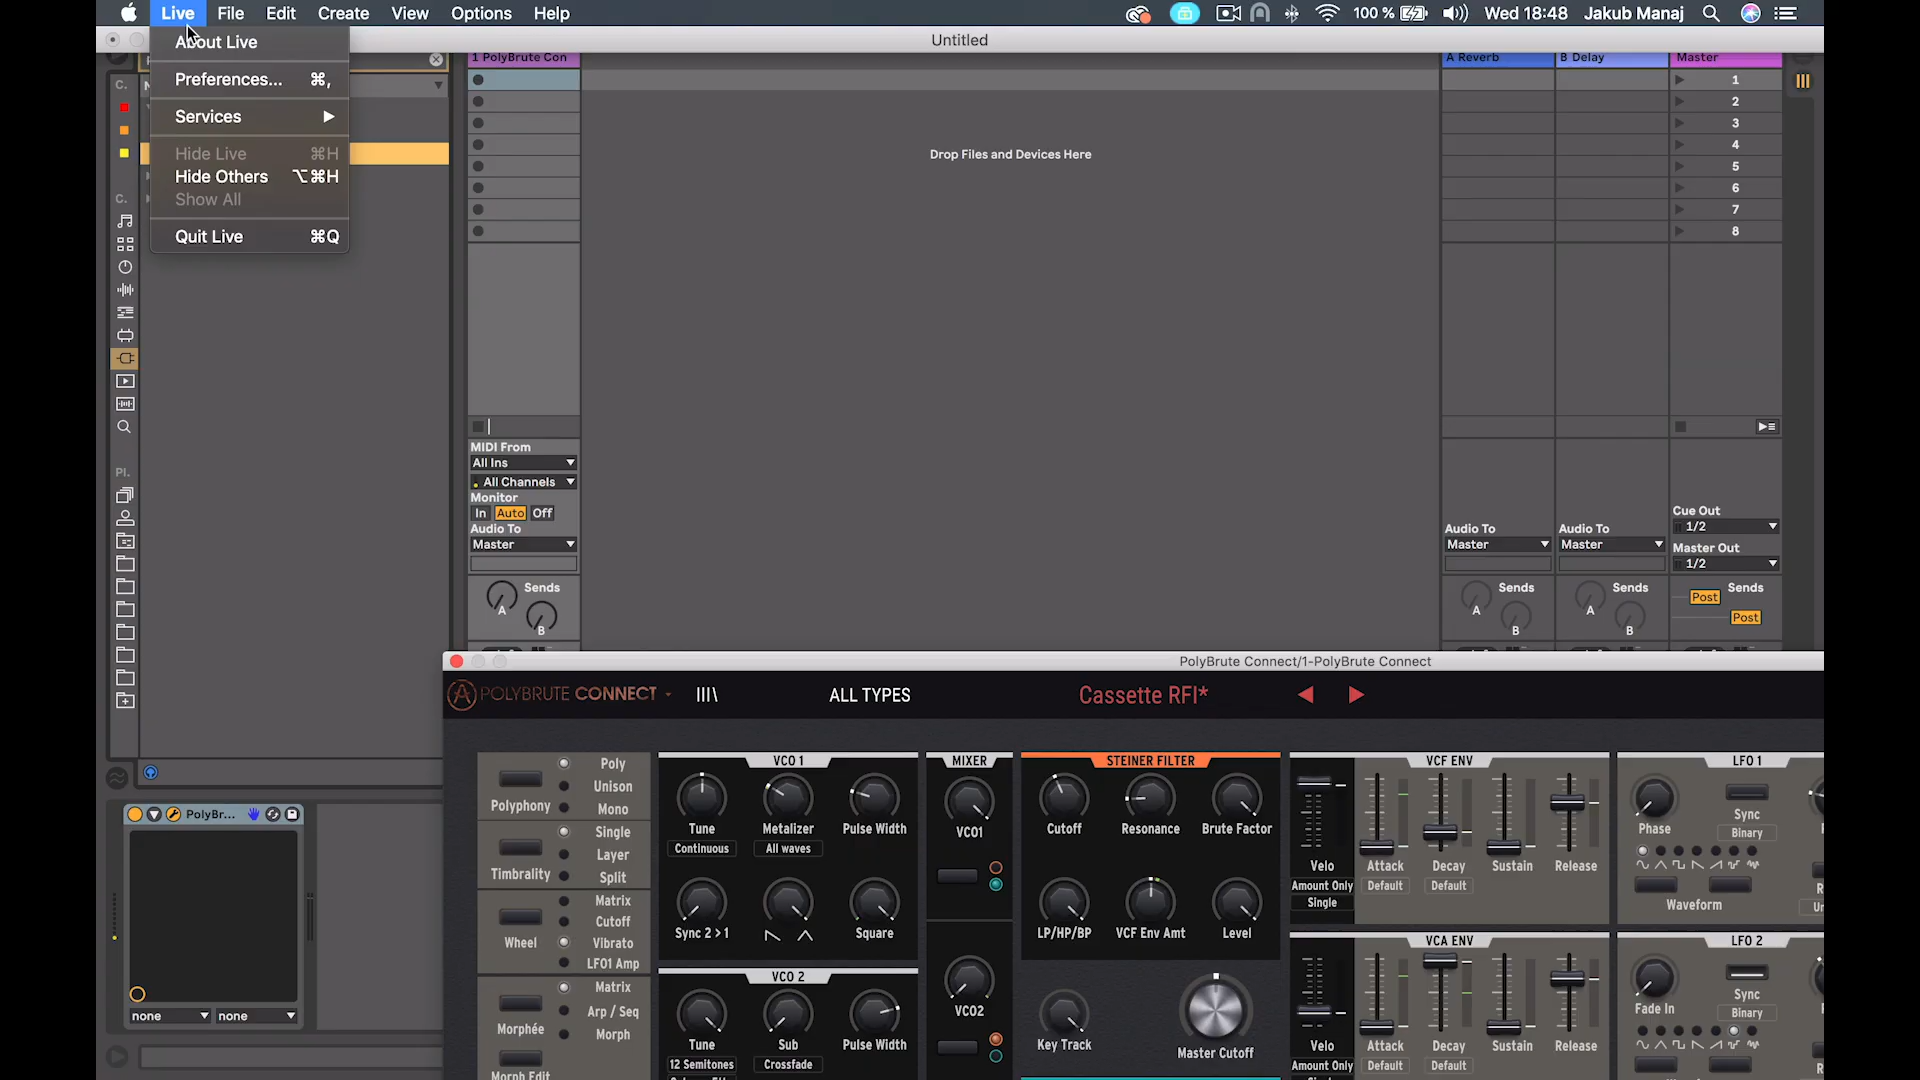 Live File Edit Create View Options Help
100 % Wed 18:48 Jakub Manaj
Untitled
About Live
Preferences... ⌘,
Services ▶
Hide Live ⌘H
Hide Others ⌥⌘H
Show All
Quit Live ⌘Q
C.
C.
Pl.
1 PolyBrute Con
A Reverb
B Delay
Master
1
2
3
4
5
6
7
8
Drop Files and Devices Here
MIDI From
All Ins
All Channels
Monitor
In Auto Off
Audio To
Master
Sends
A
B
Audio To
Master
Sends
A
B
Audio To
Master
Sends
A
B
Cue Out
1/2
Master Out
1/2
Sends
Post
Post
PolyBr...
none none
PolyBrute Connect/1-PolyBrute Connect
POLYBRUTE CONNECT ALL TYPES Cassette RFI*
Polyphony
Poly
Unison
Mono
Timbrality
Single
Layer
Split
Wheel
Matrix
Cutoff
Vibrato
LFO1 Amp
Morphée
Matrix
Arp / Seq
Morph
Morph Edit
VCO 1
Tune Metalizer Pulse Width
Continuous All waves
Sync 2 > 1 Square
VCO 2
Tune Sub Pulse Width
12 Semitones Crossfade
MIXER
VCO1
VCO2
STEINER FILTER
Cutoff Resonance Brute Factor
LP/HP/BP VCF Env Amt Level
Key Track Master Cutoff
VCF ENV
Velo Attack Decay Sustain Release
Amount Only Default Default
Single
VCA ENV
Velo Attack Decay Sustain Release
Amount Only Default Default
LFO 1
Phase Sync
Binary
Waveform
LFO 2
Fade In Sync
Binary